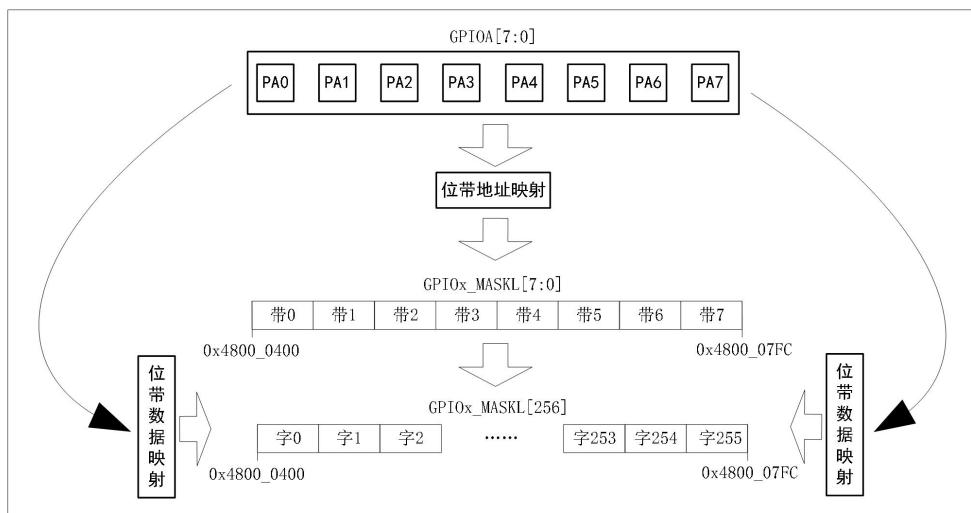 GPIOA[7:0]
PA0 PA1 PA2 PA3 PA4 PA5 PA6 PA7
位带地址映射
GPIOx_MASKL[7:0]
带0 带1 带2 带3 带4 带5 带6 带7
0x4800_0400 0x4800_07FC
GPIOx_MASKL[256]
字0 字1 字2 …… 字253 字254 字255
0x4800_0400 0x4800_07FC
位带数据映射
位带数据映射